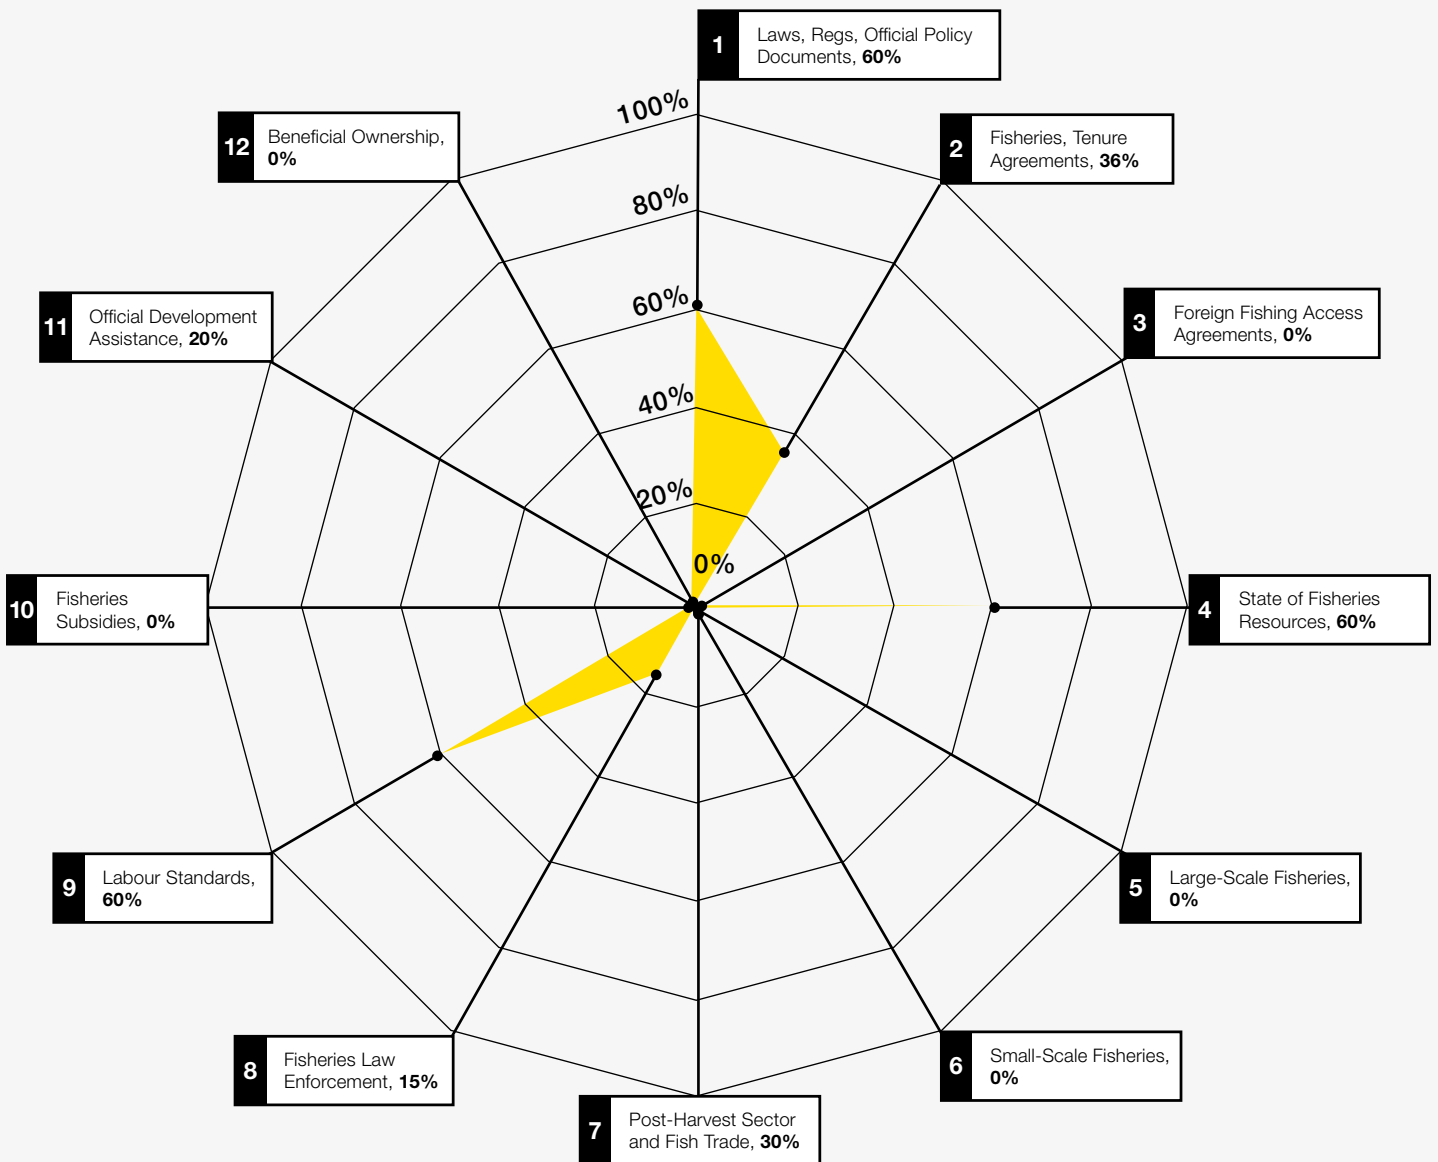 1
Laws, Regs, Official Policy
Documents, 60%
2
Fisheries, Tenure
Agreements, 36%
3
Foreign Fishing Access
Agreements, 0%
4
State of Fisheries
Resources, 60%
5
Large-Scale Fisheries,
0%
6
Small-Scale Fisheries,
0%
7
Post-Harvest Sector
and Fish Trade, 30%
8
Fisheries Law
Enforcement, 15%
9
Labour Standards,
60%
10
Fisheries
Subsidies, 0%
11
Official Development
Assistance, 20%
12
Beneficial Ownership,
0%
100%
80%
60%
40%
20%
0%